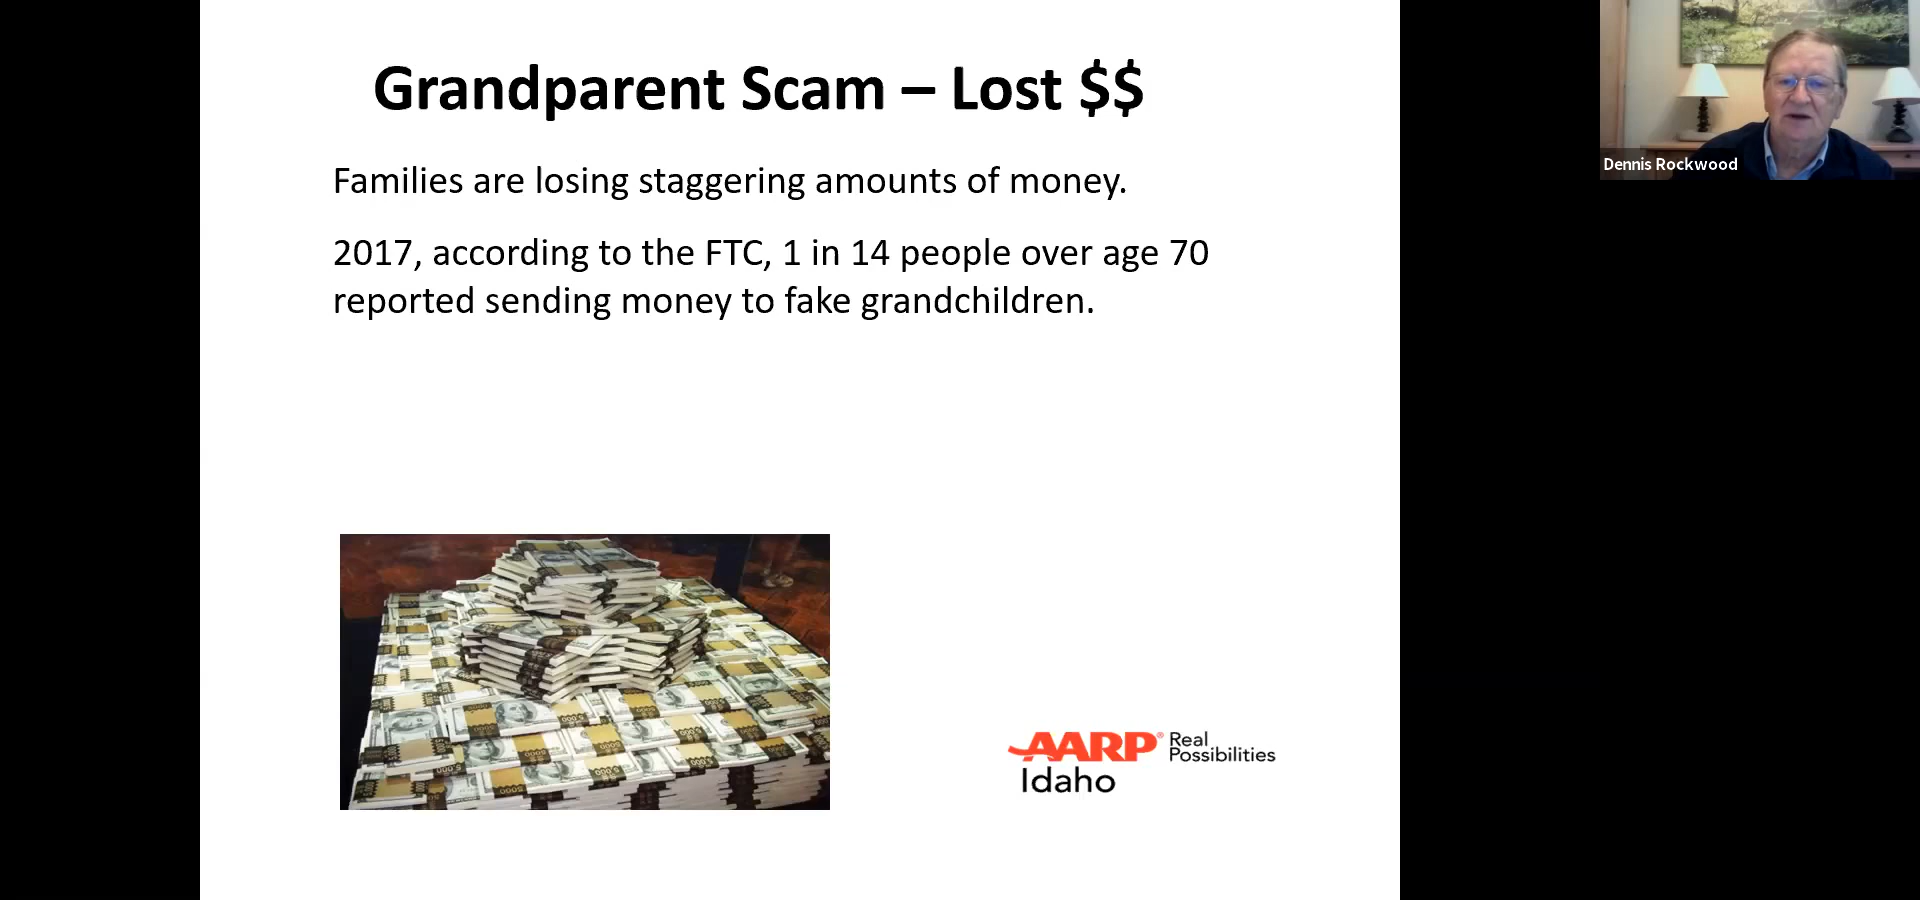 Grandparent Scam – Lost $$
Families are losing staggering amounts of money.
2017, according to the FTC, 1 in 14 people over age 70
reported sending money to fake grandchildren.
AARP® Real
Possibilities
Idaho
Dennis Rockwood